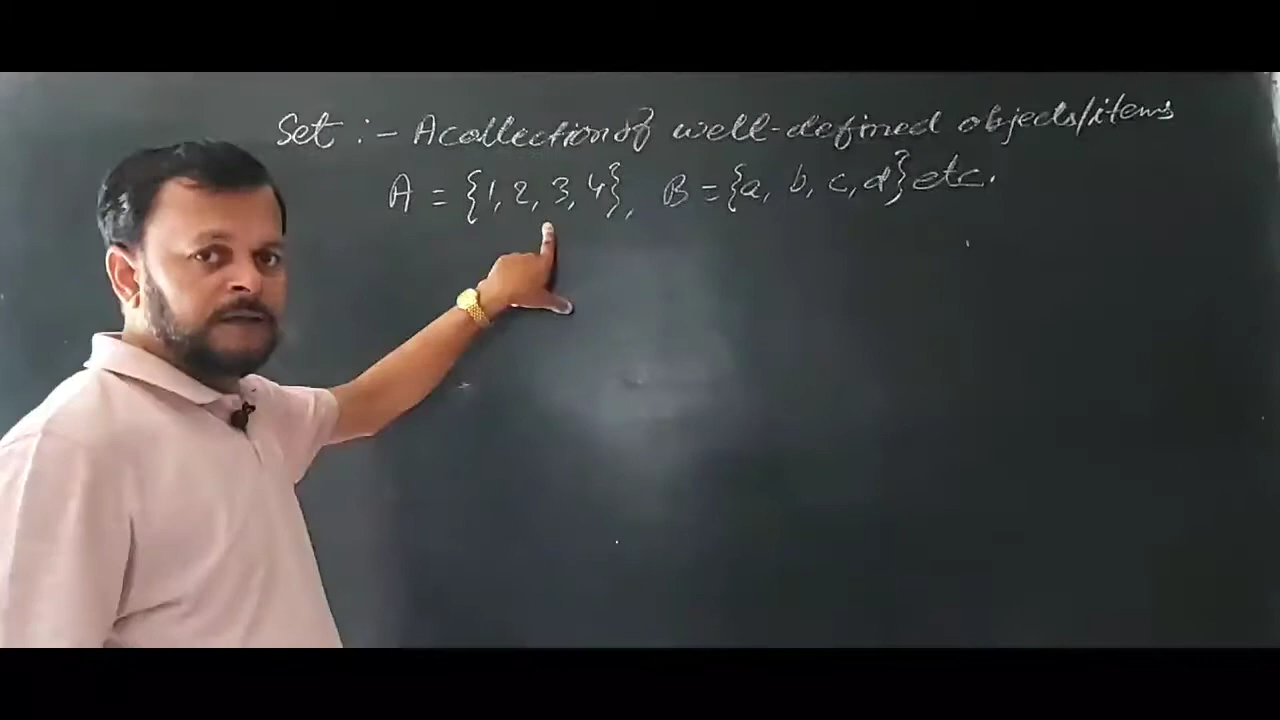 Set :- A collection of well-defined objects/items
A = {1, 2, 3, 4}, B = {a, b, c, d} etc.